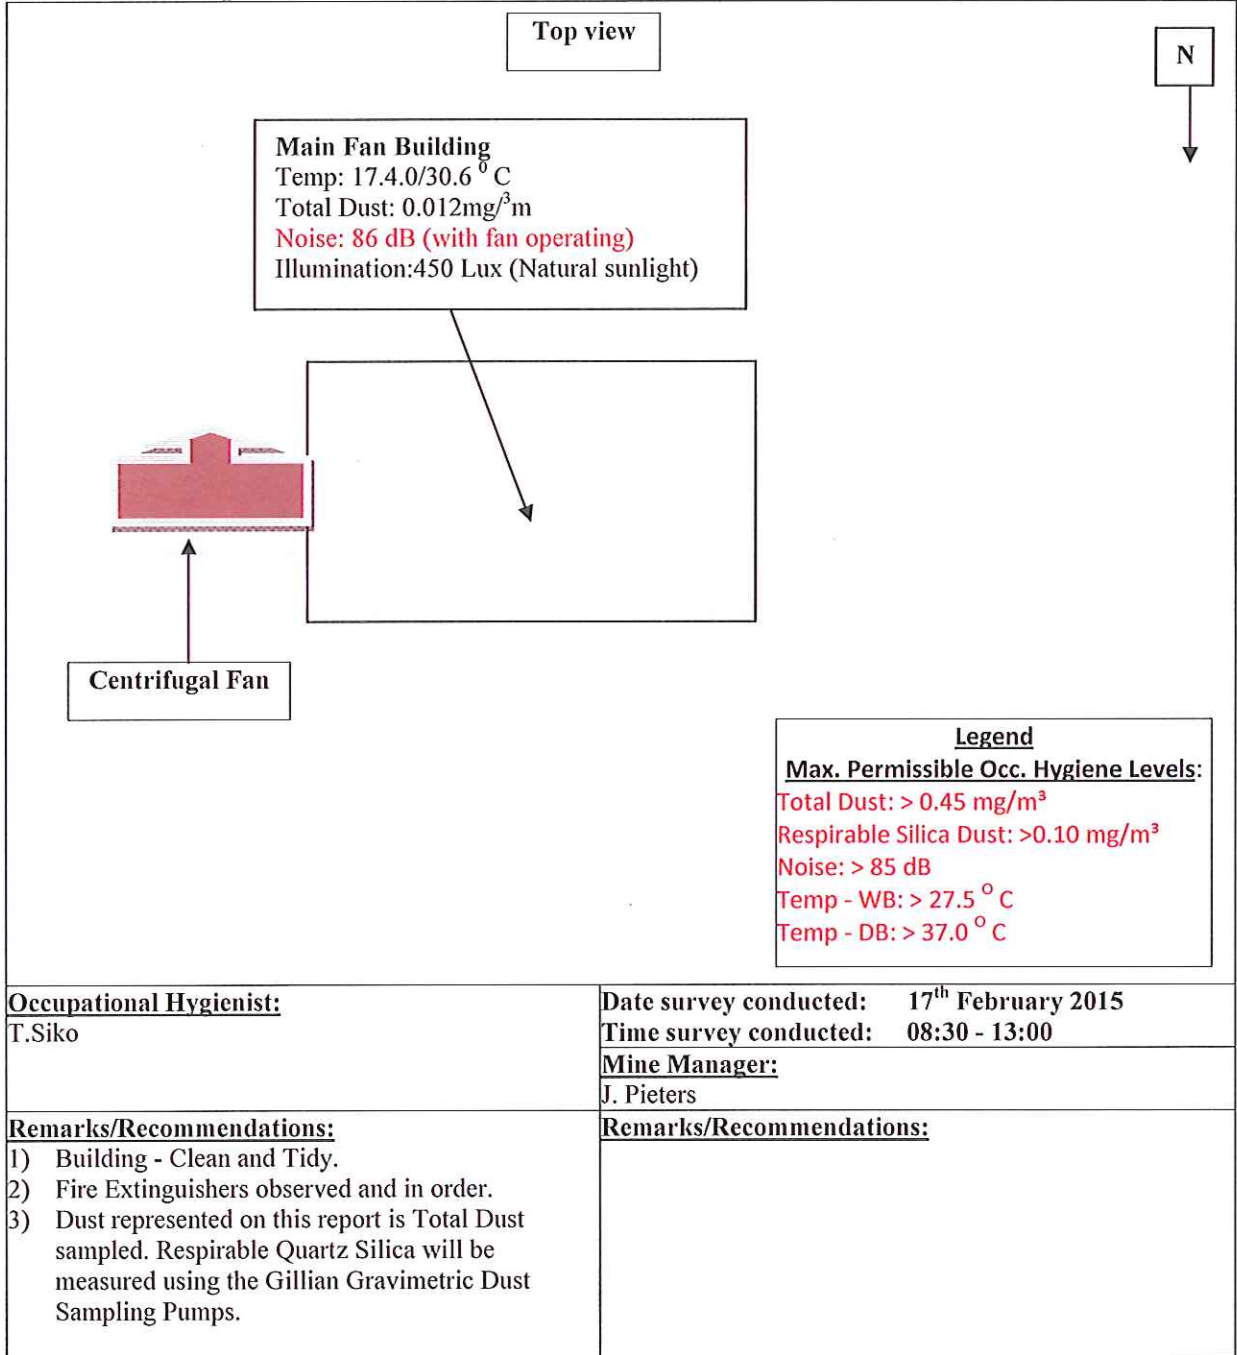 Top view
N
Main Fan Building
Temp: 17.4.0/30.6 ⁰ C
Total Dust: 0.012mg/³m
Noise: 86 dB (with fan operating)
Illumination:450 Lux (Natural sunlight)
Centrifugal Fan
Legend
Max. Permissible Occ. Hygiene Levels:
Total Dust: > 0.45 mg/m³
Respirable Silica Dust: >0.10 mg/m³
Noise: > 85 dB
Temp - WB: > 27.5 ᴼ C
Temp - DB: > 37.0 ᴼ C
Occupational Hygienist:
T.Siko
Date survey conducted: 17th February 2015
Time survey conducted: 08:30 - 13:00
Mine Manager:
J. Pieters
Remarks/Recommendations:
1) Building - Clean and Tidy.
2) Fire Extinguishers observed and in order.
3) Dust represented on this report is Total Dust
sampled. Respirable Quartz Silica will be
measured using the Gillian Gravimetric Dust
Sampling Pumps.
Remarks/Recommendations: